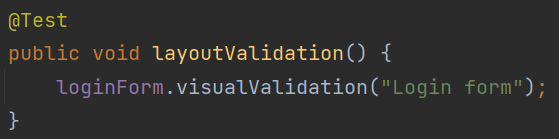 @Test
public void layoutValidation() {
    loginForm.visualValidation("Login form");
}